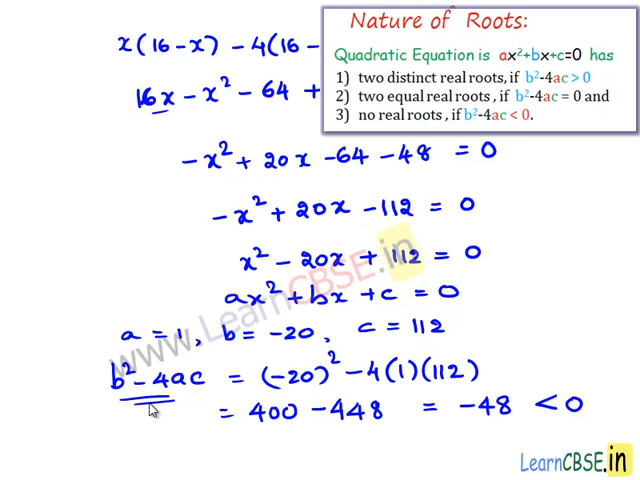 x(16-x) - 4(16-
16x - x² - 64 +
Nature of Roots:
Quadratic Equation is ax²+bx+c=0 has
1) two distinct real roots, if b²-4ac > 0
2) two equal real roots, if b²-4ac = 0 and
3) no real roots, if b²-4ac < 0.
-x² + 20x - 64 - 48 = 0
-x² + 20x - 112 = 0
x² - 20x + 112 = 0
ax² + bx + c = 0
a = 1, b = -20, c = 112
b² - 4ac = (-20)² - 4(1)(112)
= 400 - 448 = -48 < 0
www.LearnCBSE.in
LearnCBSE.in